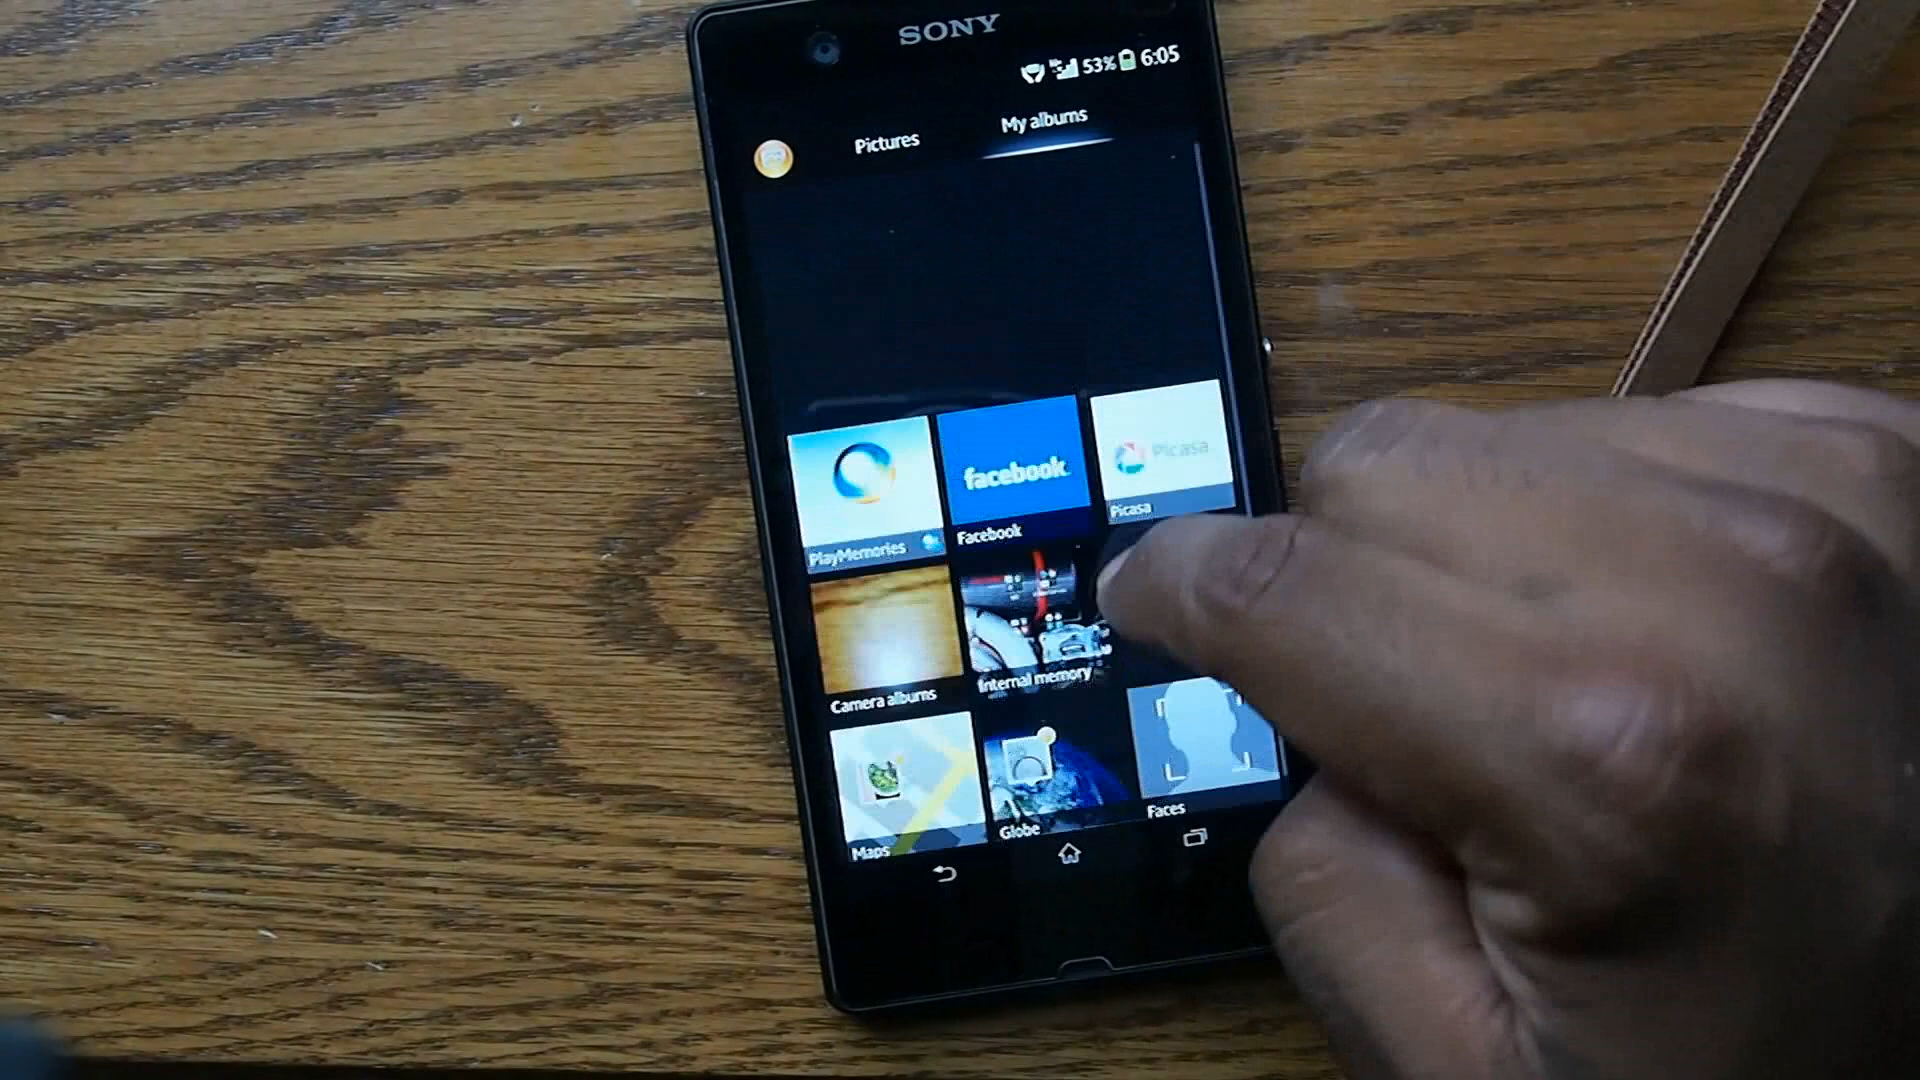 SONY
53% 6:05
Pictures
My albums
facebook
Picasa
PlayMemories
Facebook
Picasa
Camera albums
Internal memory
Maps
Globe
Faces